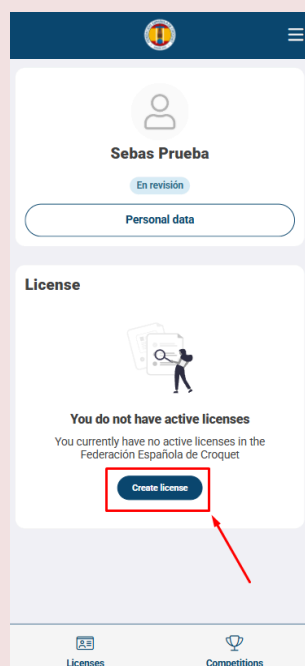 Sebas Prueba
En revisión
Personal data
License
You do not have active licenses
You currently have no active licenses in the
Federación Española de Croquet
Create license
Licenses
Competitions